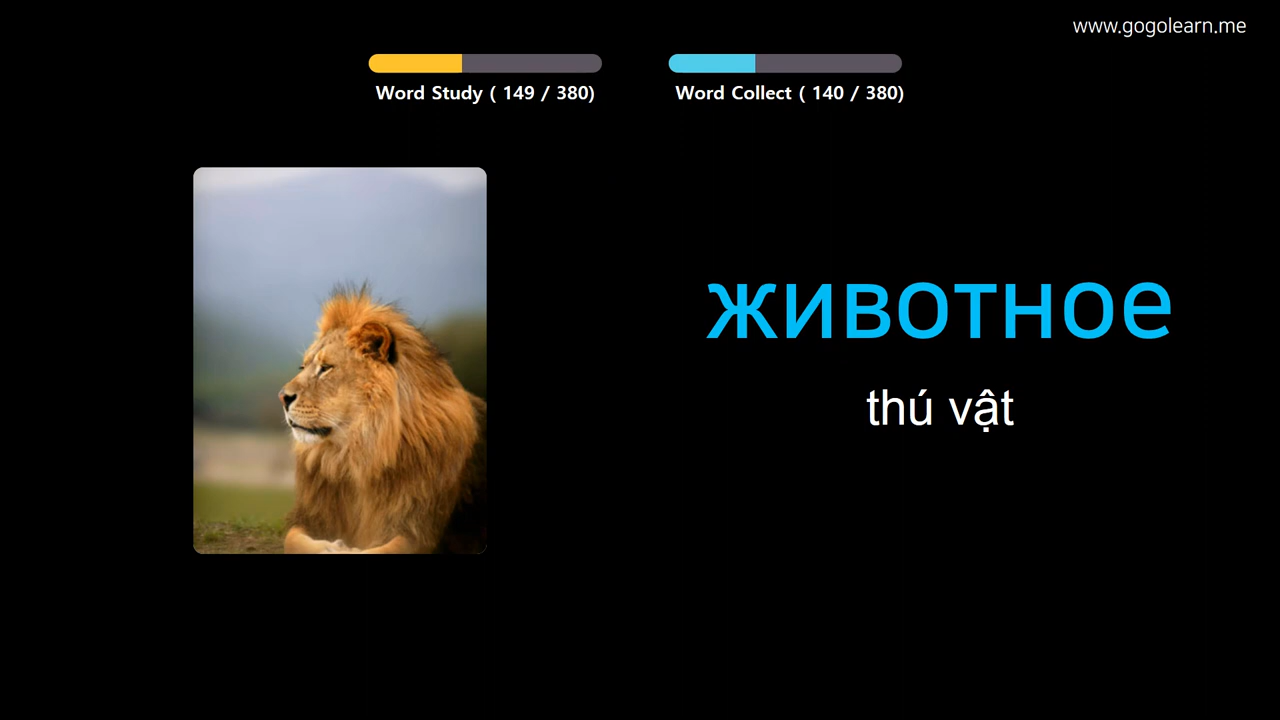 www.gogolearn.me
Word Study ( 149 / 380)
Word Collect ( 140 / 380)
животное
thú vật